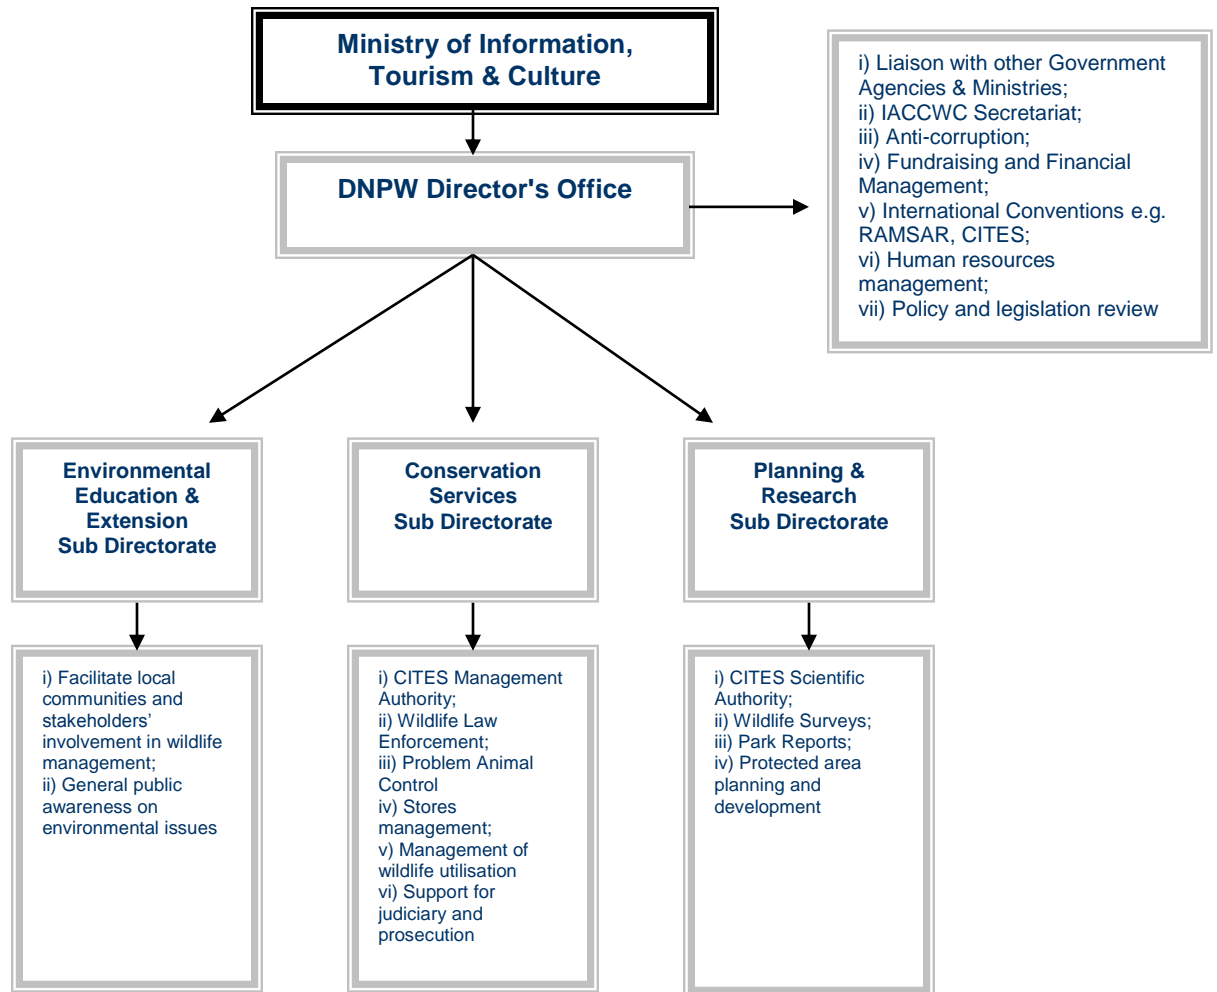 Ministry of Information,
Tourism & Culture
DNPW Director's Office
i) Liaison with other Government
Agencies & Ministries;
ii) IACCWC Secretariat;
iii) Anti-corruption;
iv) Fundraising and Financial
Management;
v) International Conventions e.g.
RAMSAR, CITES;
vi) Human resources
management;
vii) Policy and legislation review
Environmental
Education &
Extension
Sub Directorate
Conservation
Services
Sub Directorate
Planning &
Research
Sub Directorate
i) Facilitate local
communities and
stakeholders’
involvement in wildlife
management;
ii) General public
awareness on
environmental issues
i) CITES Management
Authority;
ii) Wildlife Law
Enforcement;
iii) Problem Animal
Control
iv) Stores
management;
v) Management of
wildlife utilisation
vi) Support for
judiciary and
prosecution
i) CITES Scientific
Authority;
ii) Wildlife Surveys;
iii) Park Reports;
iv) Protected area
planning and
development